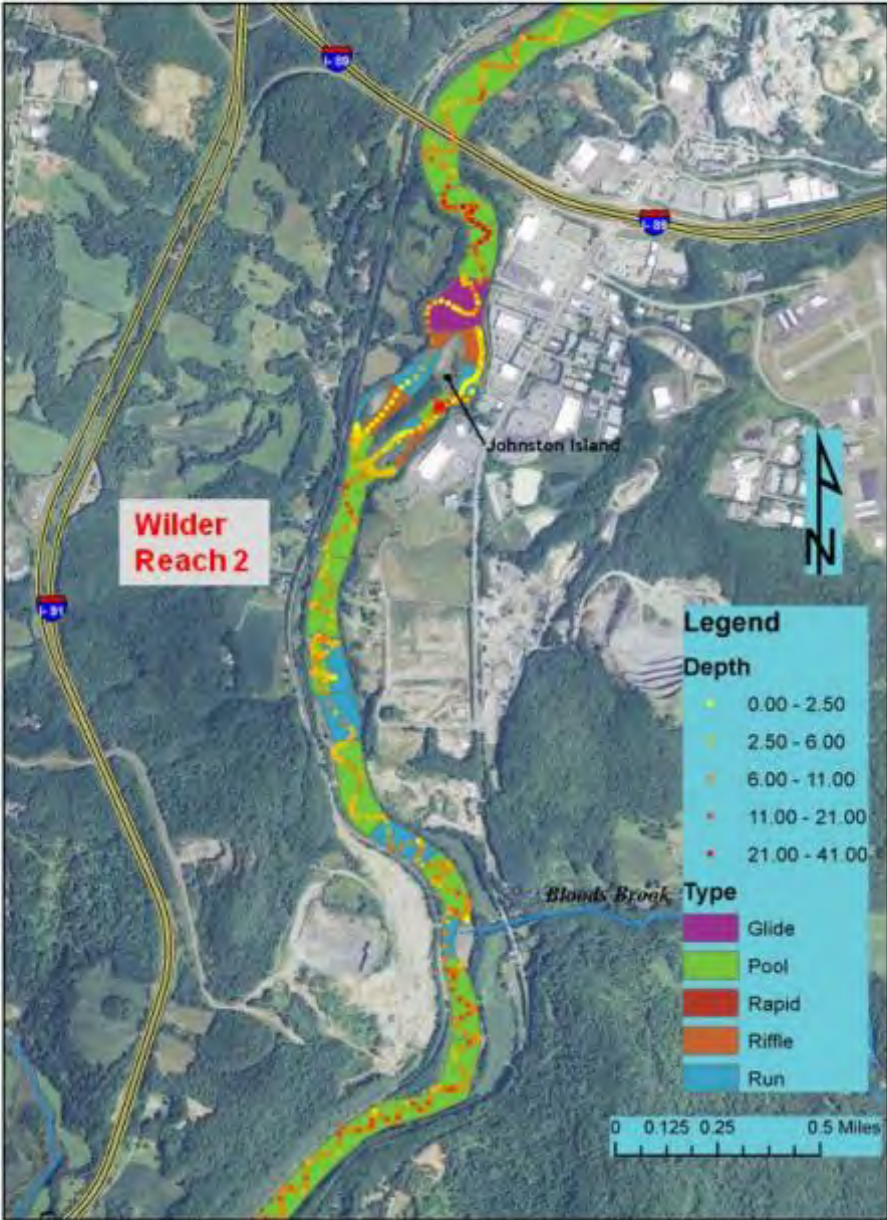 I-89
I-89
Johnston Island
Wilder
Reach 2
N
I-91
Legend
Depth
0.00 - 2.50
2.50 - 6.00
6.00 - 11.00
11.00 - 21.00
21.00 - 41.00
Bloods Brook
Type
Glide
Pool
Rapid
Riffle
Run
0 0.125 0.25 0.5 Miles